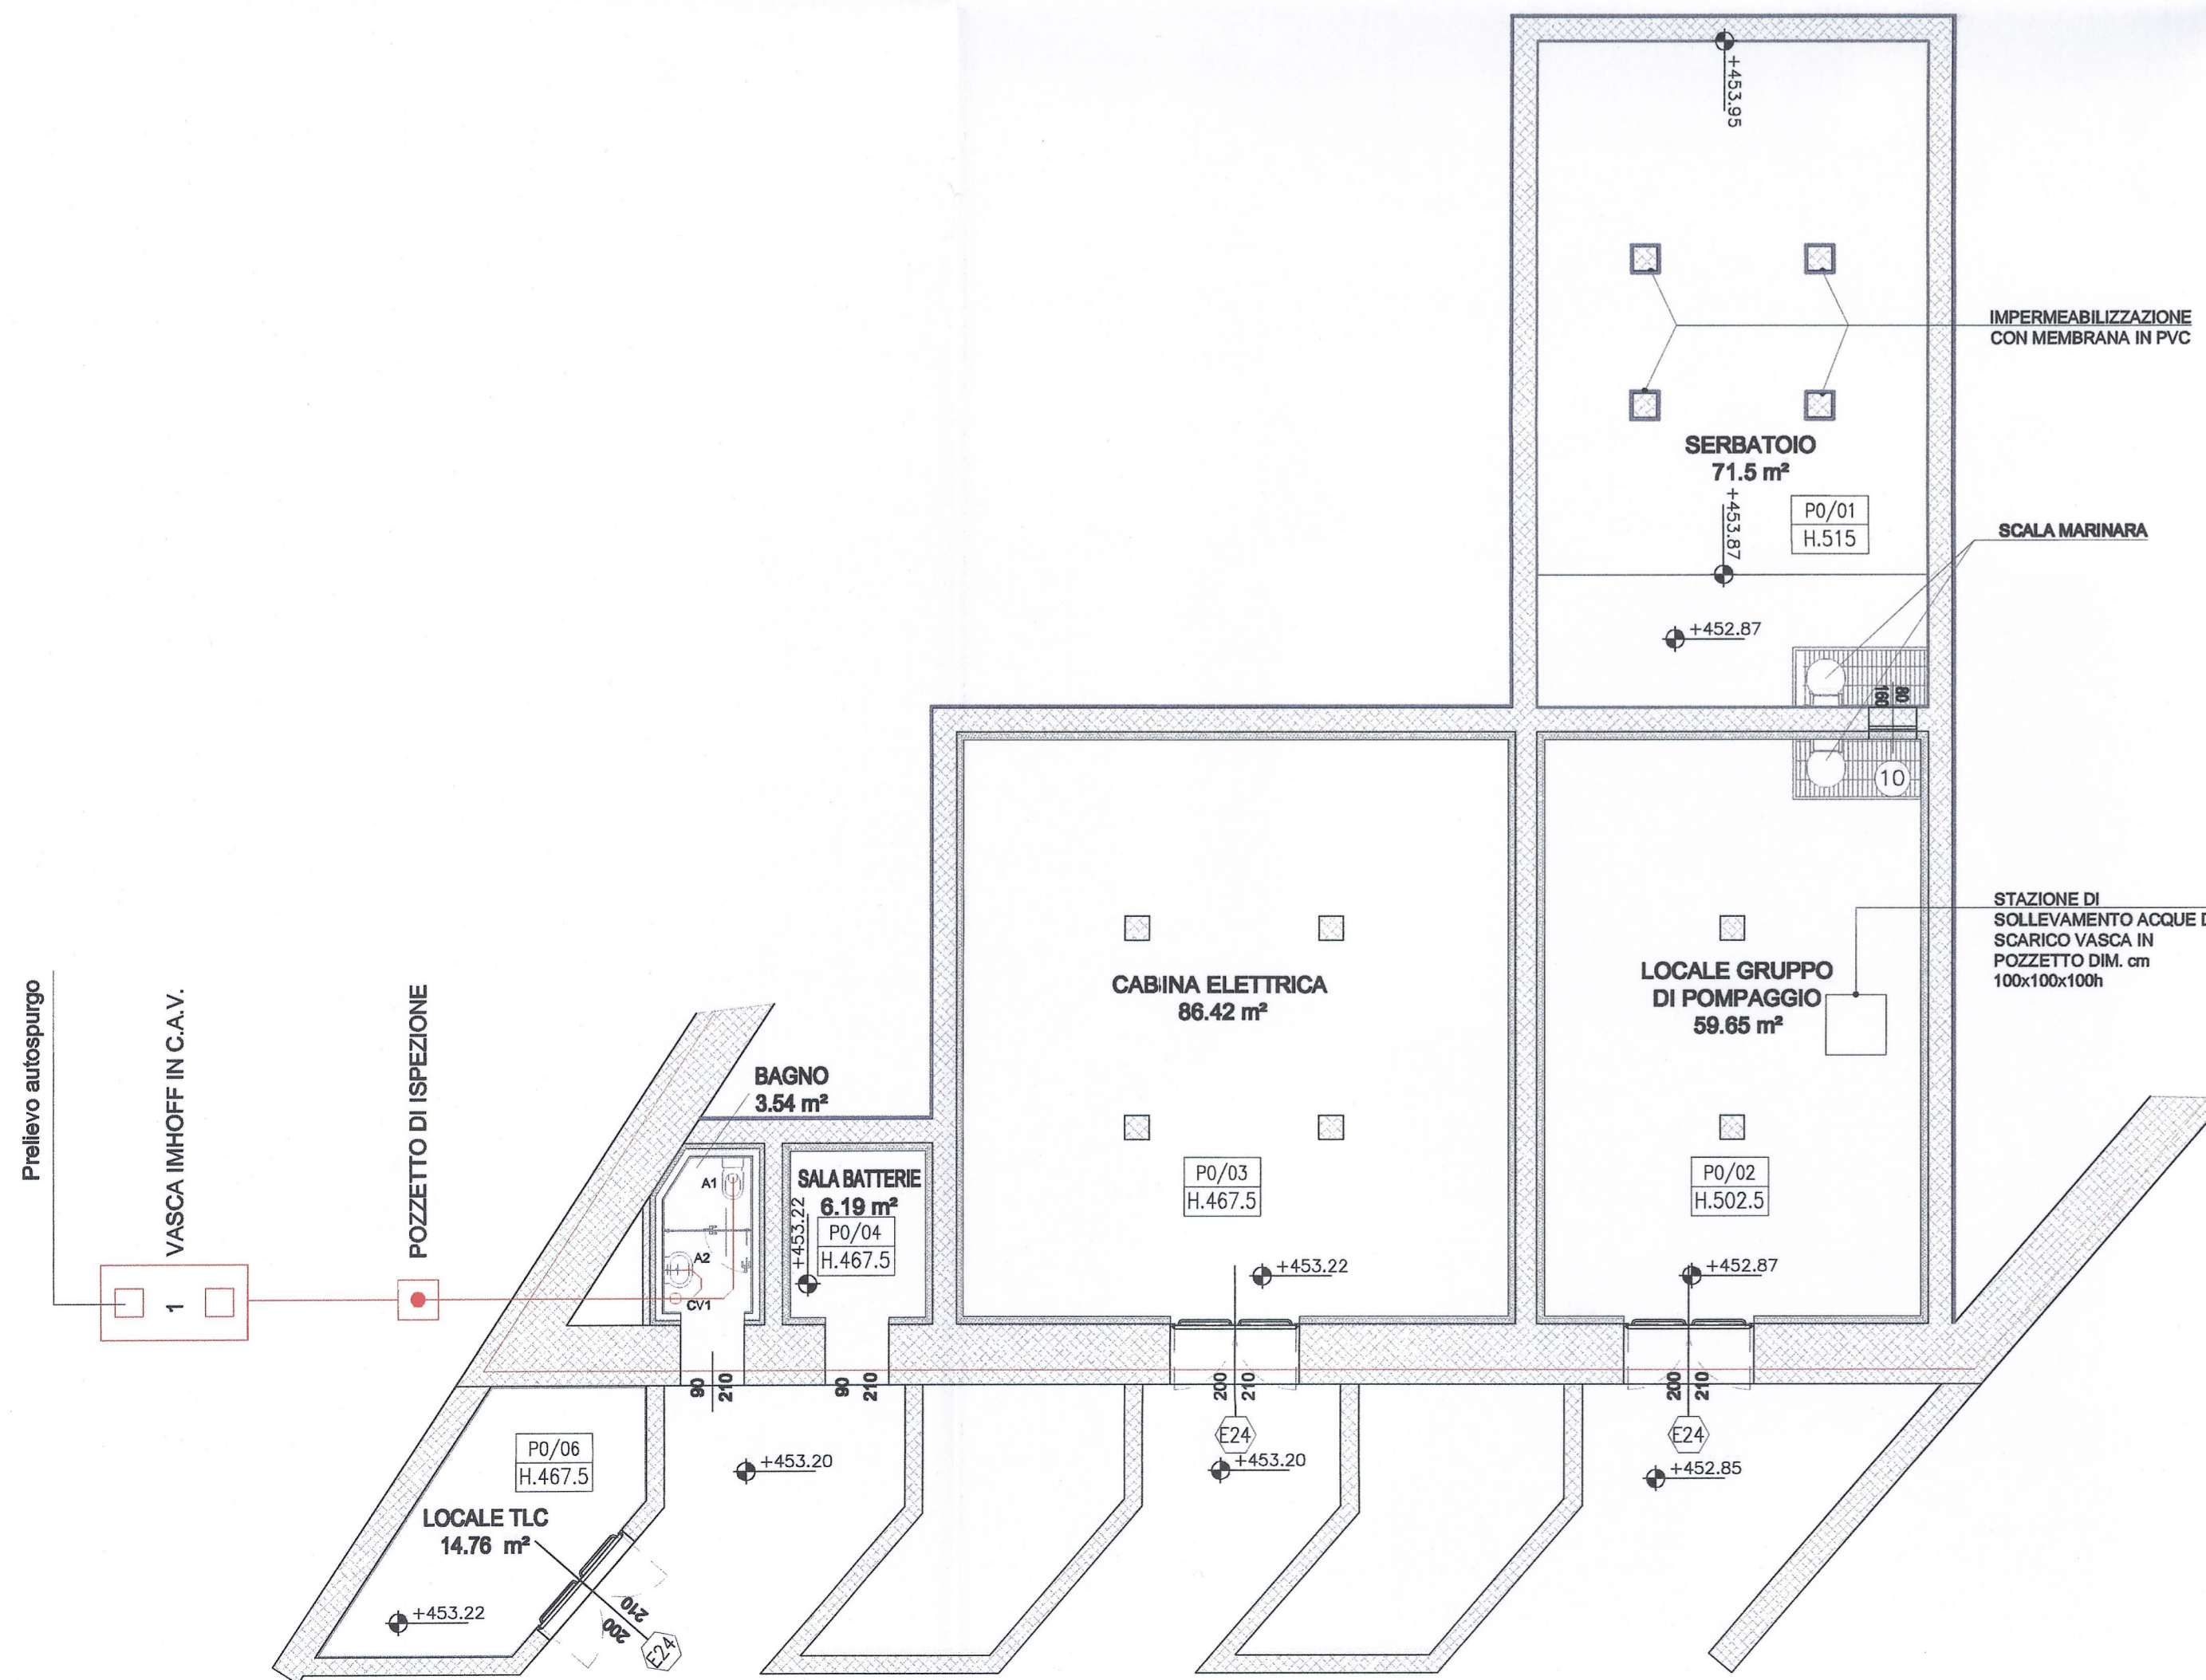 +453.95
IMPERMEABILIZZAZIONE
CON MEMBRANA IN PVC
SERBATOIO
71.5 m²
+453.87
P0/01
H.515
SCALA MARINARA
+452.87
80
160
10
STAZIONE DI
SOLLEVAMENTO ACQUE D
SCARICO VASCA IN
POZZETTO DIM. cm
100x100x100h
CABINA ELETTRICA
86.42 m²
LOCALE GRUPPO
DI POMPAGGIO
59.65 m²
Prelievo autospurgo
VASCA IMHOFF IN C.A.V.
POZZETTO DI ISPEZIONE
1
BAGNO
3.54 m²
A1
A2
CV1
SALA BATTERIE
6.19 m²
+453.22
P0/04
H.467.5
P0/03
H.467.5
P0/02
H.502.5
+453.22
+452.87
90
210
90
210
200
210
200
210
E24
E24
P0/06
H.467.5
+453.20
+453.20
+452.85
LOCALE TLC
14.76 m²
+453.22
210
200
E24